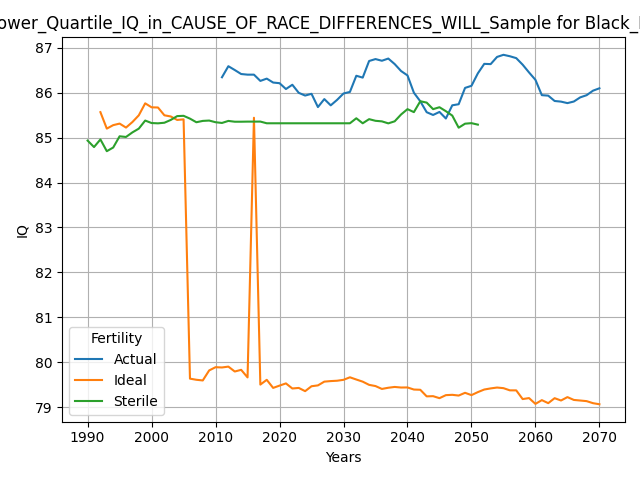 ower_Quartile_IQ_in_CAUSE_OF_RACE_DIFFERENCES_WILL_Sample for Black_
87
86
85
84
83
82
81
80
79
IQ
Fertility
Actual
Ideal
Sterile
1990 2000 2010 2020 2030 2040 2050 2060 2070
Years